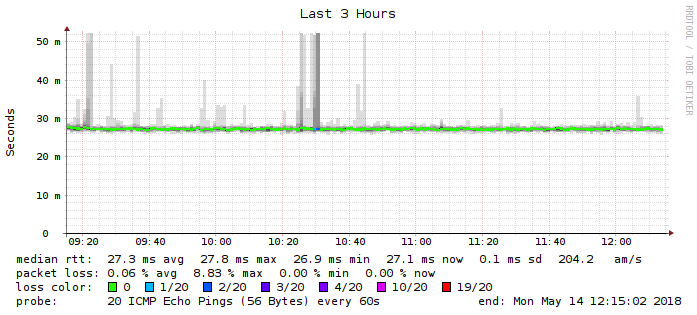 Last 3 Hours
RRDTOOL / TOBI OETIKER
Seconds
50 m
40 m
30 m
20 m
10 m
0
09:20 09:40 10:00 10:20 10:40 11:00 11:20 11:40 12:00
median rtt: 27.3 ms avg 27.8 ms max 26.9 ms min 27.1 ms now 0.1 ms sd 204.2 am/s
packet loss: 0.06 % avg 8.83 % max 0.00 % min 0.00 % now
loss color: 0 1/20 2/20 3/20 4/20 10/20 19/20
probe: 20 ICMP Echo Pings (56 Bytes) every 60s end: Mon May 14 12:15:02 2018